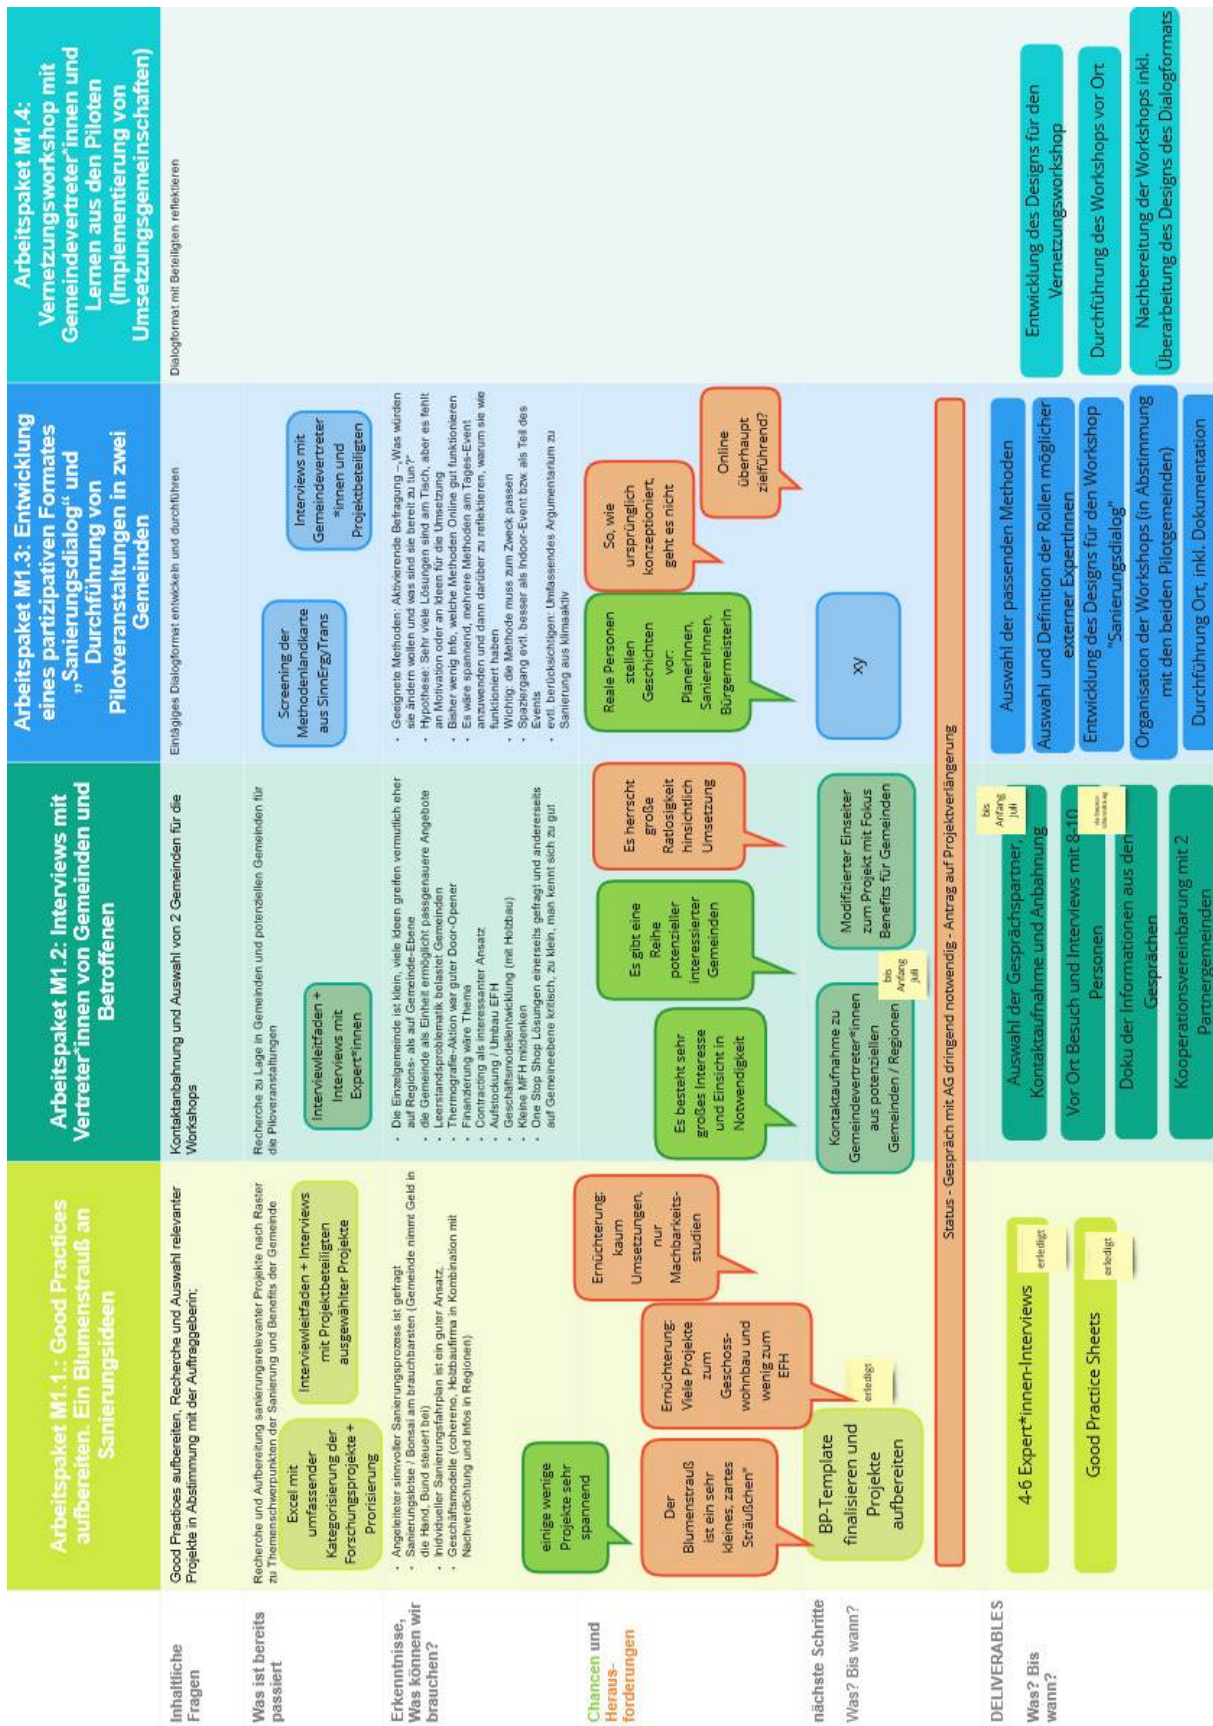 Arbeitspaket M1.1.: Good Practices
aufbereiten. Ein Blumenstrauß an
Sanierungsideen
Arbeitspaket M1.2: Interviews mit
Vertreter*innen von Gemeinden und
Betroffenen
Arbeitspaket M1.3: Entwicklung
eines partizipativen Formates
„Sanierungsdialog“ und
Durchführung von
Pilotveranstaltungen in zwei
Gemeinden
Arbeitspaket M1.4:
Vernetzungsworkshop mit
Gemeindevertreter*innen und
Lernen aus den Piloten
(Implementierung von
Umsetzungsgemeinschaften)
Inhaltliche
Fragen
Good Practices aufbereiten, Recherche und Auswahl relevanter
Projekte in Abstimmung mit der Auftraggeberin;
Kontaktanbahnung und Auswahl von 2 Gemeinden für die
Workshops
Eintägiges Dialogformat entwickeln und durchführen
Dialogformat mit Beteiligten reflektieren
Was ist bereits
passiert
Recherche und Aufbereitung sanierungsrelevanter Projekte nach Raster
zu Themenschwerpunkten der Sanierung und Benefits der Gemeinde
Excel mit
umfassender
Kategorisierung der
Forschungsprojekte +
Prorisierung
Interviewleitfaden + Interviews
mit Projektbeteiligten
ausgewählter Projekte
Recherche zu Lage in Gemeinden und potenziellen Gemeinden für
die Piloveranstaltungen
Interviewleitfaden +
Interviews mit
Expert*innen
Screening der
Methodenlandkarte
aus SinnErgyTrans
Interviews mit
Gemeindevertreter
*innen und
Projektbeteiligten
Erkenntnisse,
Was können wir
brauchen?
• Angeleiteter sinnvoller Sanierungsprozess ist gefragt
• Sanierungslotse / Bonsai am brauchbarsten (Gemeinde nimmt Geld in
die Hand, Bund steuert bei)
• Inividueller Sanierungsfahrplan ist ein guter Ansatz,
• Geschäftsmodelle (cohereno, Holzbaufirma in Kombination mit
Nachverdichtung und Infos in Regionen)
• Die Einzelgemeinde ist klein, viele Ideen greifen vermutlich eher
auf Regions- als auf Gemeinde-Ebene
• die Gemeinde als Einheit ermöglicht passgenauere Angebote
• Leerstandsproblematik belastet Gemeinden
• Thermografie-Aktion war guter Door-Opener
• Finanzierung wäre Thema
• Contracting als interessanter Ansatz
• Aufstockung / Umbau EFH
• Geschäftsmodellentwicklung (mit Holzbau)
• Kleine MFH mitdenken
• One Stop Shop Lösungen einerseits gefragt und andererseits
auf Gemeineebene kritisch, zu klein, man kennt sich zu gut
• Geeignete Methoden: Aktivierende Befragung – „Was würden
sie ändern wollen und was sind sie bereit zu tun?“
• Hypothese: Sehr viele Lösungen sind am Tisch, aber es fehlt
an Motivation oder an Ideen für die Umsetzung
• Bisher wenig Info, welche Methoden Online gut funktionieren
• Es wäre spannend, mehrere Methoden am Tages-Event
anzuwenden und dann darüber zu reflektieren, warum sie wie
funktioniert haben
• Wichtig: die Methode muss zum Zweck passen
• Spaziergang evtl. besser als Indoor-Event bzw. als Teil des
Events
• evtl. berücksichtigen: Umfassendes Argumentarium zu
Sanierung aus klimaaktiv
Chancen und
Heraus-
forderungen
einige wenige
Projekte sehr
spannend
Der
Blumenstrauß
ist ein sehr
kleines, zartes
Sträußchen"
Ernüchterung:
Viele Projekte
zum
Geschoss-
wohnbau und
wenig zum
EFH
Ernüchterung:
kaum
Umsetzungen,
nur
Machbarkeits-
studien
Es besteht sehr
großes Interesse
und Einsicht in
Notwendigkeit
Es gibt eine
Reihe
potenzieller
interessierter
Gemeinden
Es herrscht
große
Ratlosigkeit
hinsichtlich
Umsetzung
Reale Personen
stellen
Geschichten
vor:
PlanerInnen,
SaniererInnen,
BürgermeisterIn
So, wie
ursprünglich
konzeptioniert,
geht es nicht
Online
überhaupt
zielführend?
nächste Schritte
Was? Bis wann?
BP-Template
finalisieren und
Projekte
aufbereiten
erledigt
Kontaktaufnahme zu
Gemeindevertreter*innen
aus potenziellen
Gemeinden / Regionen
bis
Anfang
Juli
Modifizierter Einseiter
zum Projekt mit Fokus
Benefits für Gemeinden
xy
Status - Gespräch mit AG dringend notwendig - Antrag auf Projektverlängerung
DELIVERABLES
Was? Bis
wann?
4-6 Expert*innen-Interviews
erledigt
Good Practice Sheets
erledigt
Auswahl der Gesprächspartner,
Kontaktaufnahme und Anbahnung
bis
Anfang
Juli
Vor Ort Besuch und Interviews mit 8-10
Personen
Doku der Informationen aus den
Gesprächen
Kooperationsvereinbarung mit 2
Partnergemeinden
Auswahl der passenden Methoden
Auswahl und Definition der Rollen möglicher
externer ExpertInnen
Entwicklung des Designs für den Workshop
"Sanierungsdialog"
Organisation der Workshops (in Abstimmung
mit den beiden Pilotgemeinden)
Durchführung Ort, inkl. Dokumentation
Entwicklung des Designs für den
Vernetzungsworkshop
Durchführung des Workshops vor Ort
Nachbereitung der Workshops inkl.
Überarbeitung des Designs des Dialogformats